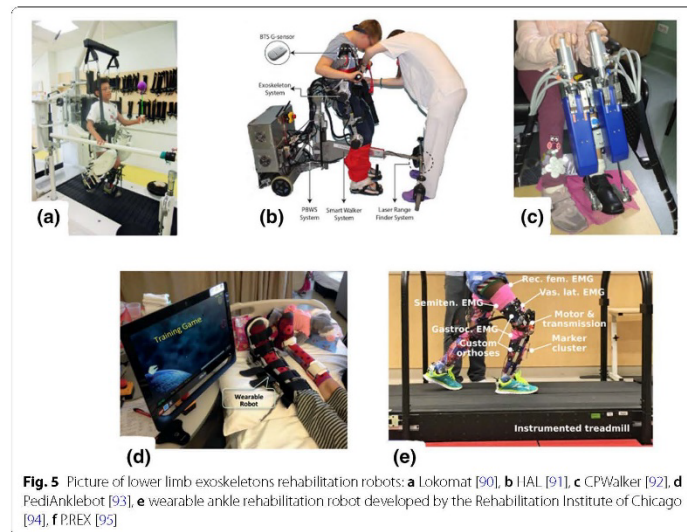 BTS G-sensor
Exoskeleton
System
PBWS
System
Smart Walker
System
Laser Range
Finder System
(a)
(b)
(c)
Training Game
Wearable
Robot
Rec. fem. EMG
Vas. lat. EMG
Semiten. EMG
Motor &
transmission
Gastroc. EMG
Custom
orthoses
Marker
cluster
Instrumented treadmill
(d)
(e)
Fig. 5 Picture of lower limb exoskeletons rehabilitation robots: a Lokomat [90], b HAL [91], c CPWalker [92], d
PediAnklebot [93], e wearable ankle rehabilitation robot developed by the Rehabilitation Institute of Chicago
[94], f P.REX [95]